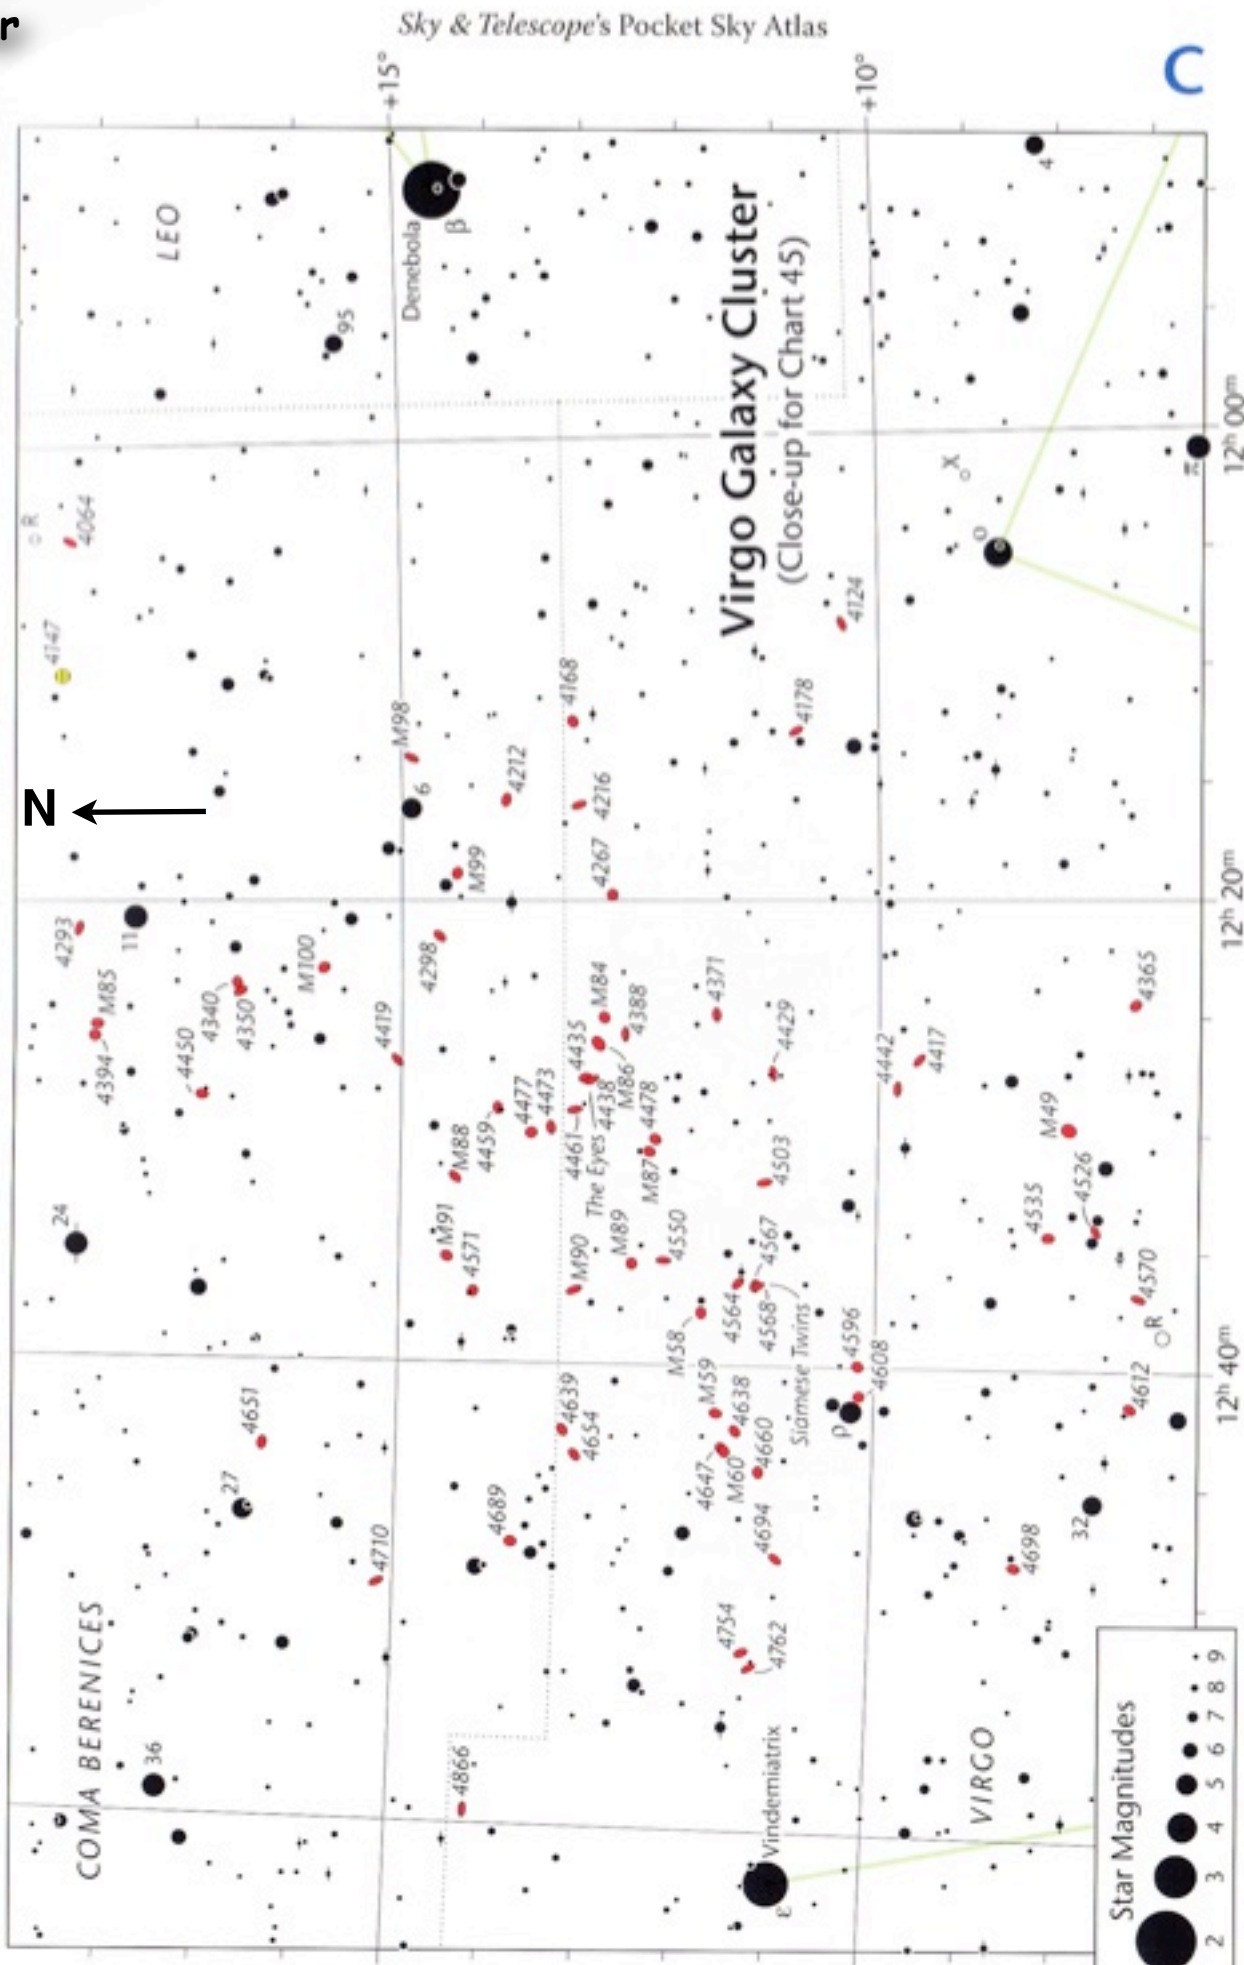 r
Sky & Telescope's Pocket Sky Atlas
C
+15°
+10°
LEO
95
Denebola
β
Virgo Galaxy Cluster
(Close-up for Chart 45)
4
12h 00m
π
X
ο
R
4064
4147
4124
4168
4178
M98
6
4212
4216
N
4267
M99
12h 20m
4293
11
4298
M100
M85
4394
4340
4350
4450
4419
M84
4388
4371
4365
4435
4438
M86
4429
4442
4417
4477
4473
4459
4461
The Eyes
4478
M87
M49
M88
4503
4526
4535
24
M91
4571
M90
M89
4550
4567
4564
4568
Siamese Twins
4570
R
M58
4596
4608
12h 40m
4612
4651
4639
4654
M59
4638
4647
M60
4660
ρ
27
4689
4694
32
4698
4710
4754
4762
COMA BERENICES
36
4866
Vindemiatrix
ε
VIRGO
Star Magnitudes
2 3 4 5 6 7 8 9